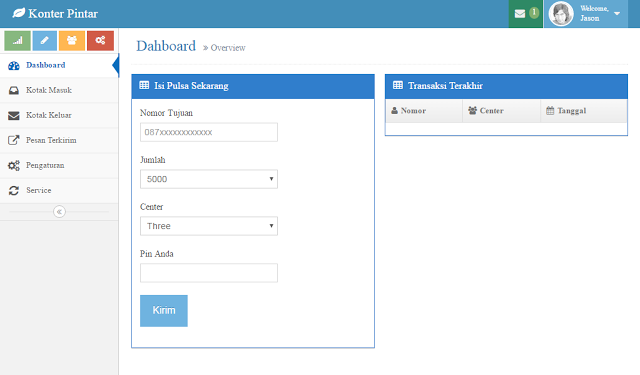 Konter Pintar
1
Welcome,
Jason
Dashboard
Kotak Masuk
Kotak Keluar
Pesan Terkirim
Pengaturan
Service
Dahboard » Overview
Isi Pulsa Sekarang
Nomor Tujuan
087xxxxxxxxxxxx
Jumlah
5000
Center
Three
Pin Anda
Kirim
Transaksi Terakhir
Nomor Center Tanggal